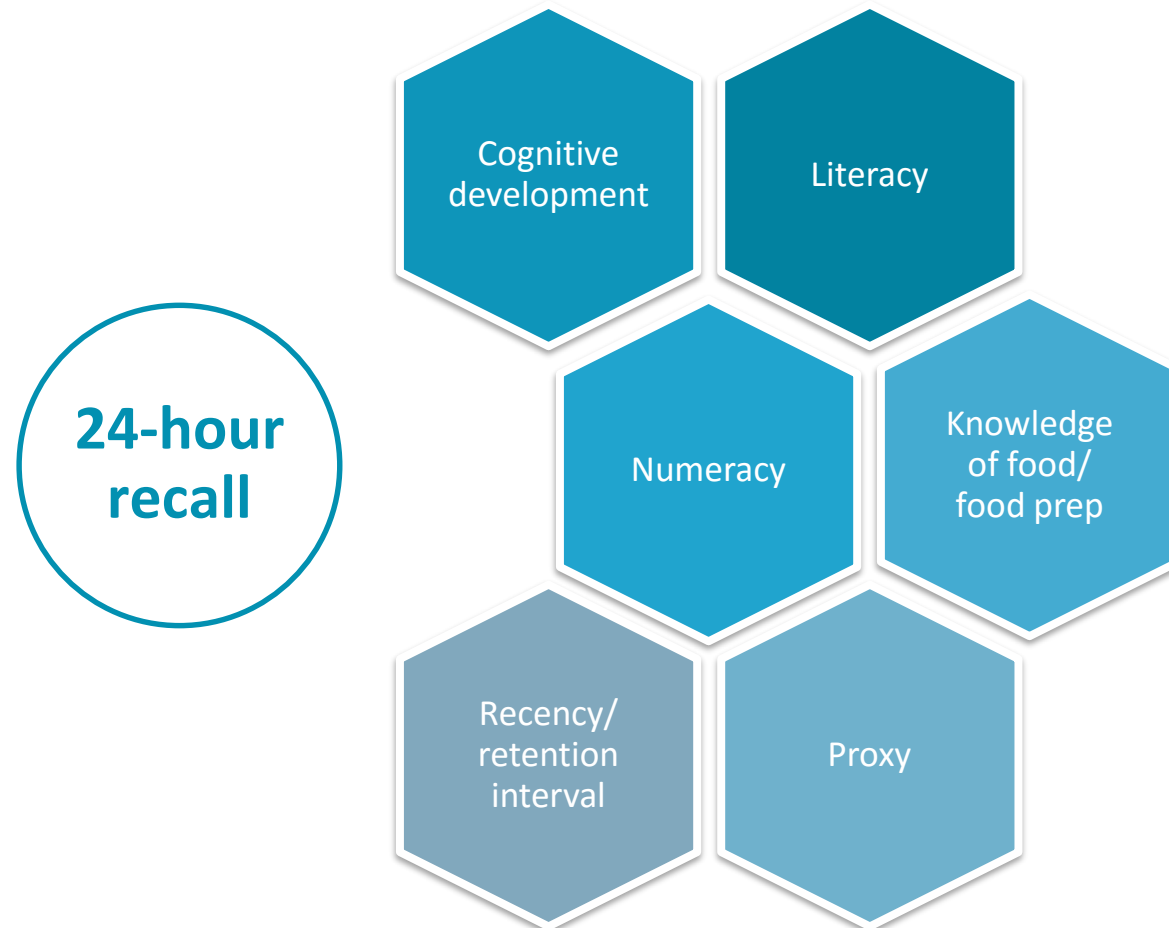 24-hour
recall
Cognitive
development
Literacy
Numeracy
Knowledge
of food/
food prep
Recency/
retention
interval
Proxy